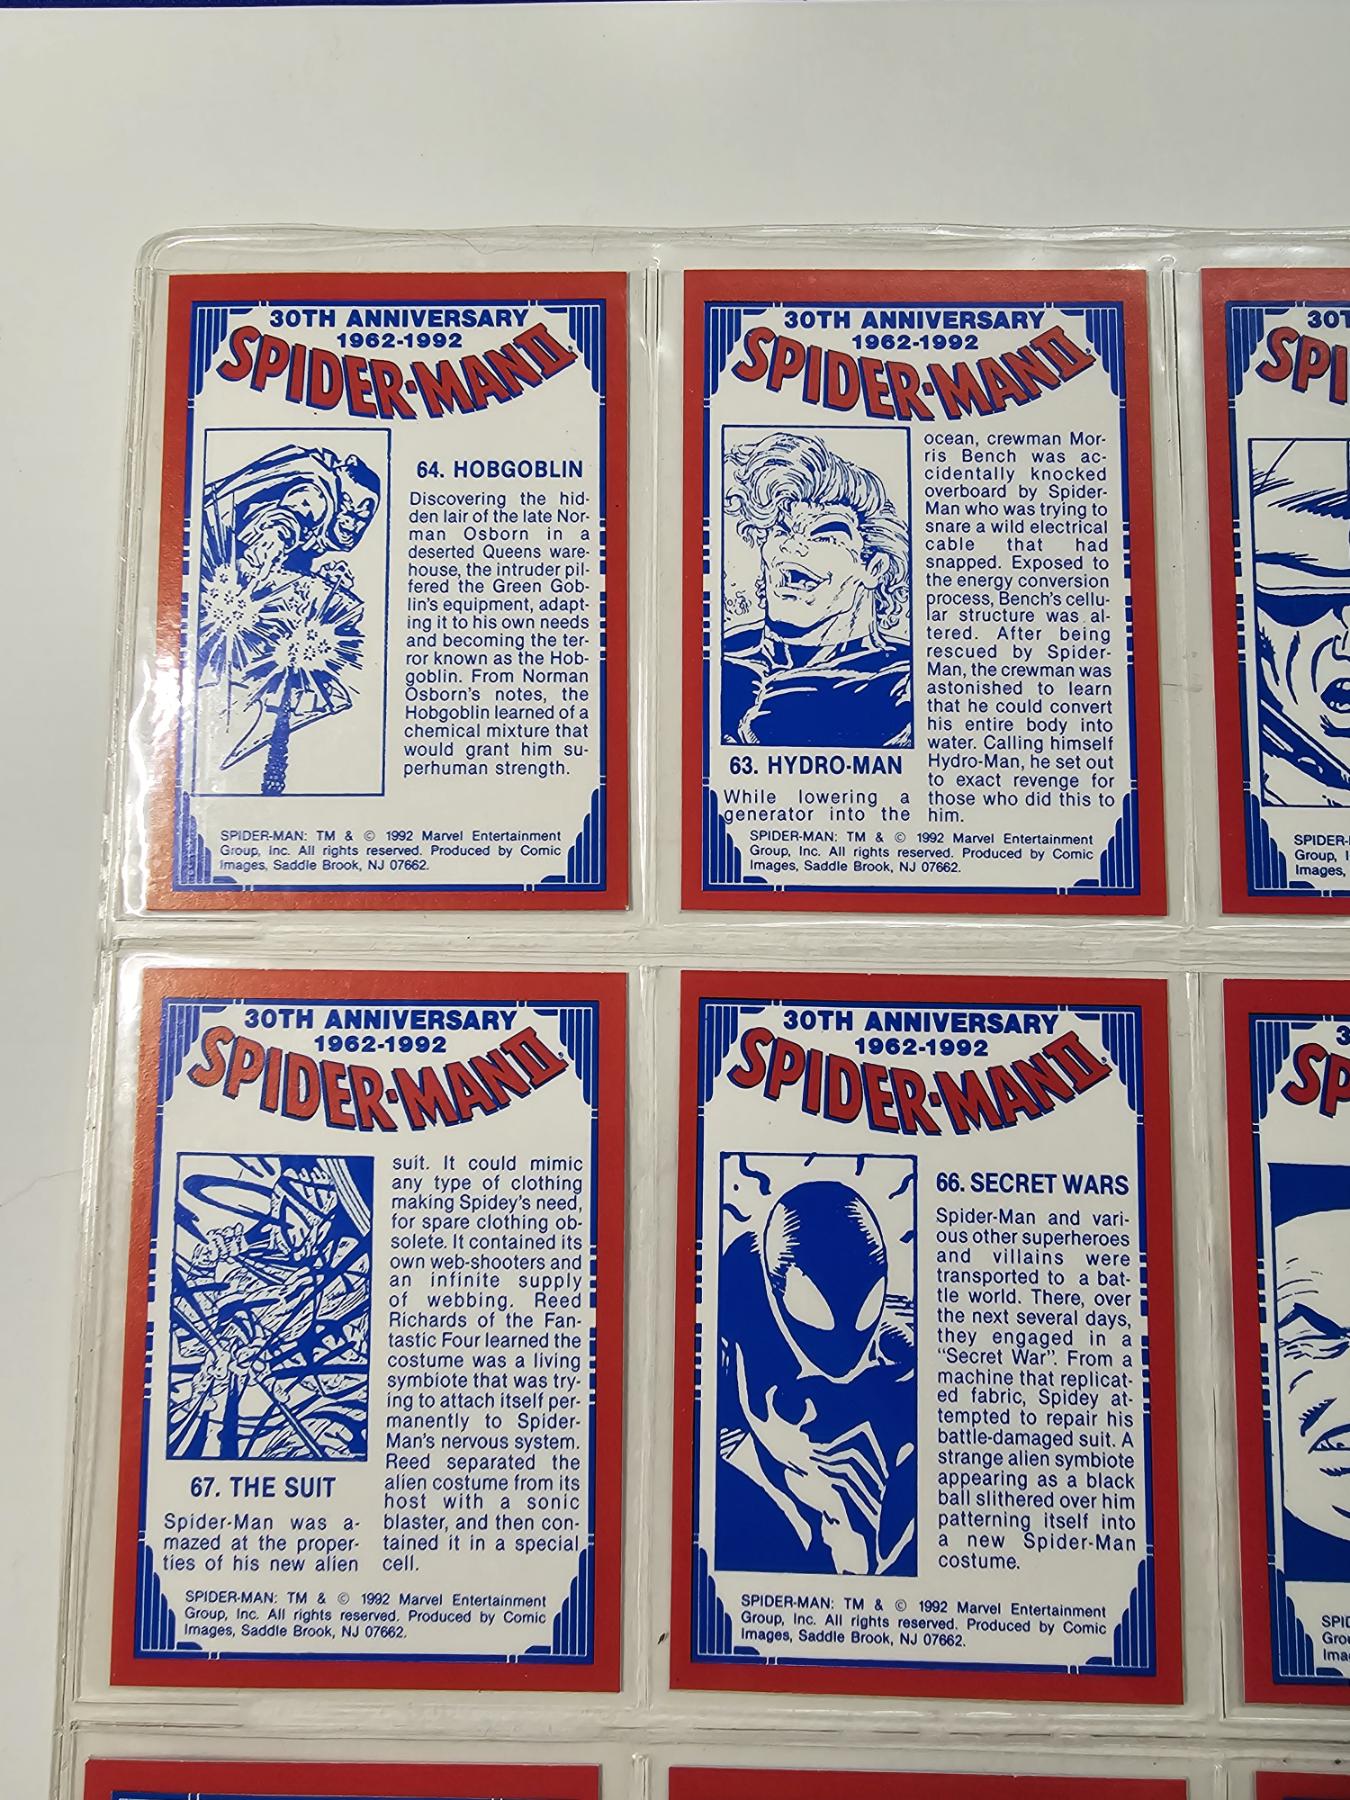 30TH ANNIVERSARY
1962-1992
SPIDER-MAN II
64. HOBGOBLIN
Discovering the hid-
den lair of the late Nor-
man Osborn in a
deserted Queens ware-
house, the intruder pil-
fered the Green Gob-
lin's equipment, adapt-
ing it to his own needs
and becoming the ter-
ror known as the Hob-
goblin. From Norman
Osborn's notes, the
Hobgoblin learned of a
chemical mixture that
would grant him su-
perhuman strength.
SPIDER-MAN: TM & © 1992 Marvel Entertainment
Group, Inc. All rights reserved. Produced by Comic
Images, Saddle Brook, NJ 07662.
30TH ANNIVERSARY
1962-1992
SPIDER-MAN II
63. HYDRO-MAN
While lowering a
generator into the
ocean, crewman Mor-
ris Bench was ac-
cidentally knocked
overboard by Spider-
Man who was trying to
snare a wild electrical
cable that had
snapped. Exposed to
the energy conversion
process, Bench's cellu-
lar structure was al-
tered. After being
rescued by Spider-
Man, the crewman was
astonished to learn
that he could convert
his entire body into
water. Calling himself
Hydro-Man, he set out
to exact revenge for
those who did this to
him.
SPIDER-MAN: TM & © 1992 Marvel Entertainment
Group, Inc. All rights reserved. Produced by Comic
Images, Saddle Brook, NJ 07662.
30T
SPI
SPIDER-
Group, I
Images,
30TH ANNIVERSARY
1962-1992
SPIDER-MAN II
67. THE SUIT
Spider-Man was a-
mazed at the proper-
ties of his new alien
suit. It could mimic
any type of clothing
making Spidey's need,
for spare clothing ob-
solete. It contained its
own web-shooters and
an infinite supply
of webbing. Reed
Richards of the Fan-
tastic Four learned the
costume was a living
symbiote that was try-
ing to attach itself per-
manently to Spider-
Man's nervous system.
Reed separated the
alien costume from its
host with a sonic
blaster, and then con-
tained it in a special
cell.
SPIDER-MAN: TM & © 1992 Marvel Entertainment
Group, Inc. All rights reserved. Produced by Comic
Images, Saddle Brook, NJ 07662.
30TH ANNIVERSARY
1962-1992
SPIDER-MAN II
66. SECRET WARS
Spider-Man and vari-
ous other superheroes
and villains were
transported to a bat-
tle world. There, over
the next several days,
they engaged in a
"Secret War". From a
machine that replicat-
ed fabric, Spidey at-
tempted to repair his
battle-damaged suit. A
strange alien symbiote
appearing as a black
ball slithered over him
patterning itself into
a new Spider-Man
costume.
SPIDER-MAN: TM & © 1992 Marvel Entertainment
Group, Inc. All rights reserved. Produced by Comic
Images, Saddle Brook, NJ 07662.
3
SP
SPID
Grou
Ima